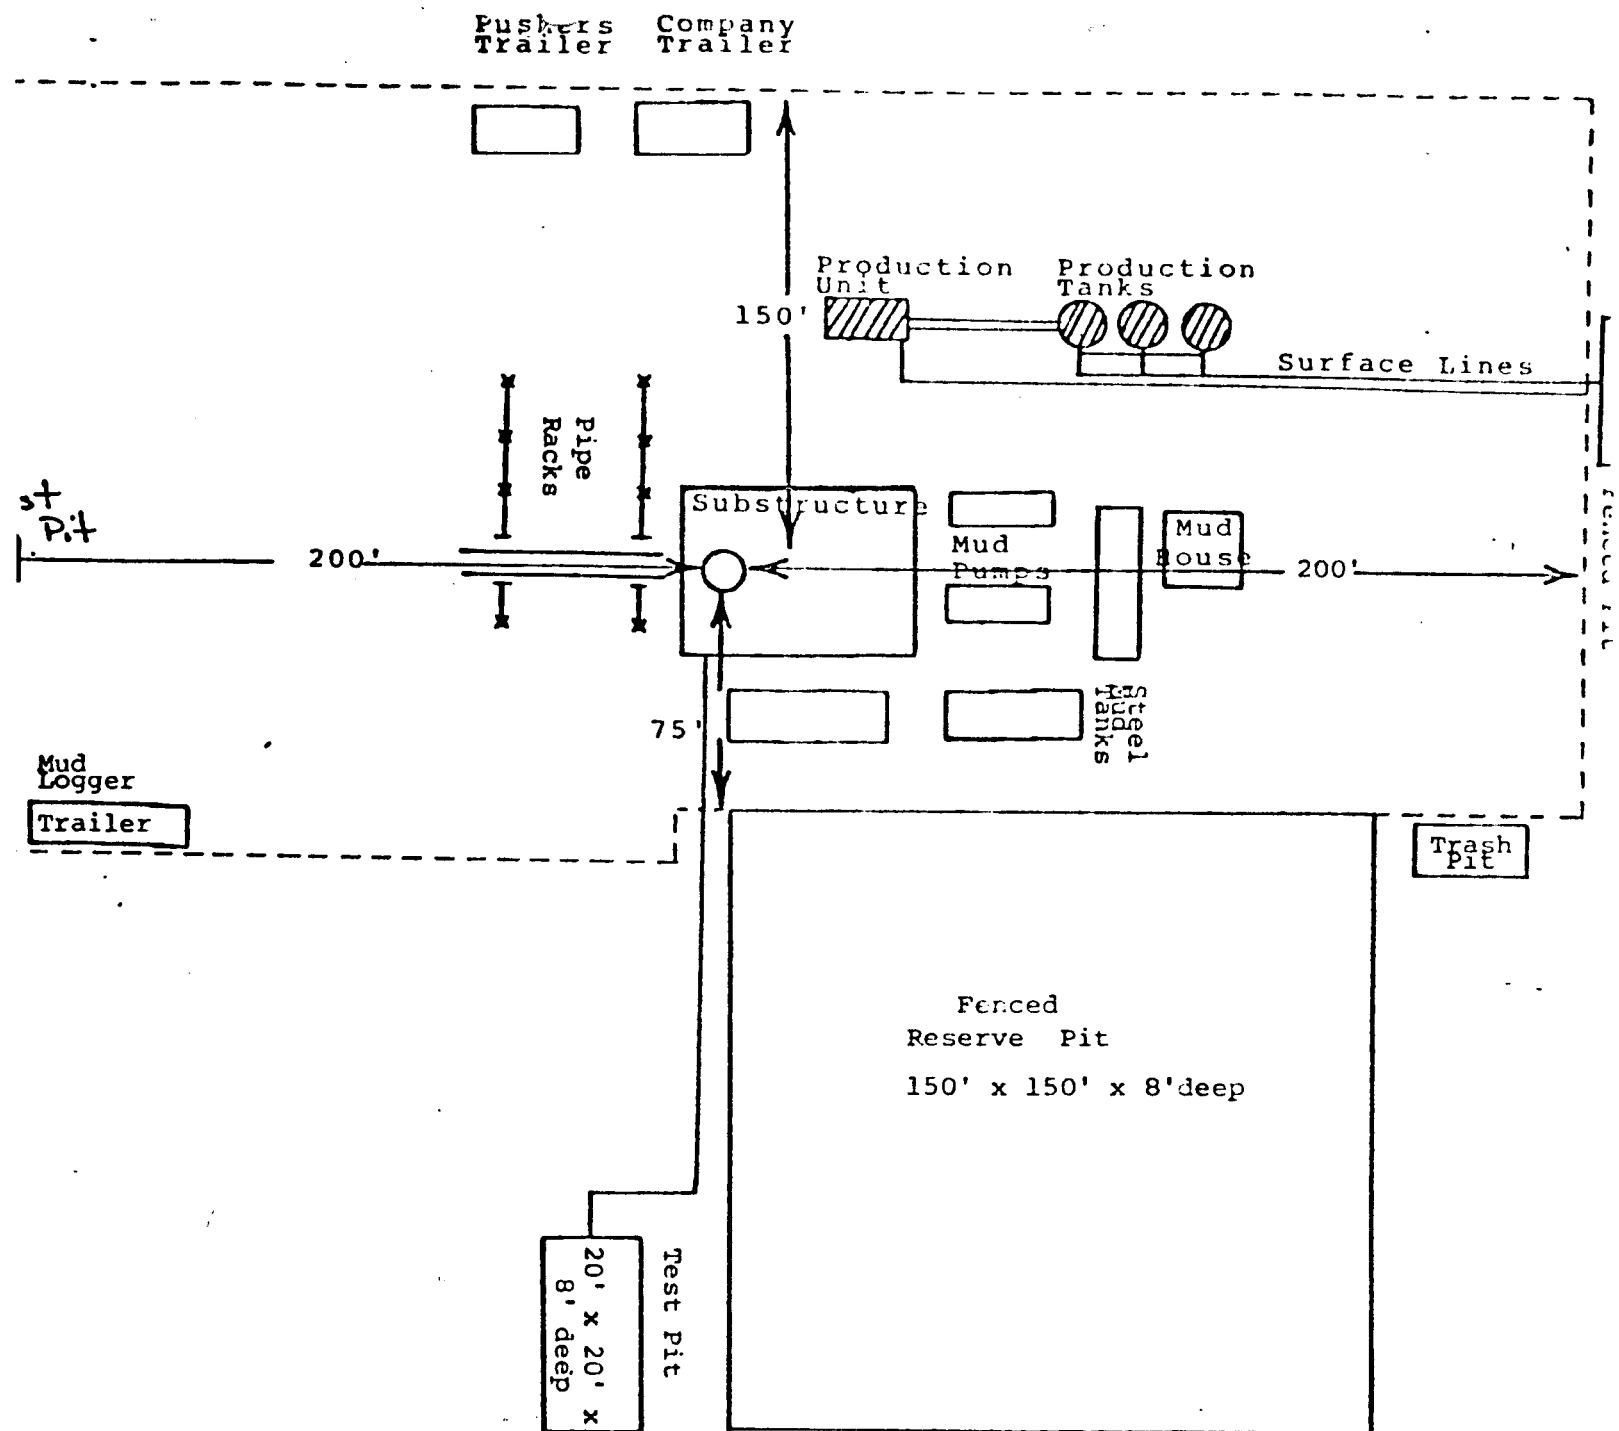 Pushers
Trailer
Company
Trailer
Production
Unit
Production
Tanks
150'
Surface Lines
Pipe
Racks
Substructure
Pit
200'
Mud
Pumps
Mud
House
200'
Pit
75'
Steel
Mud
Tanks
Mud
Logger
Trailer
Trash
Pit
Fenced
Reserve Pit
150' x 150' x 8'deep
Test Pit
20' x 20' x
8' deep